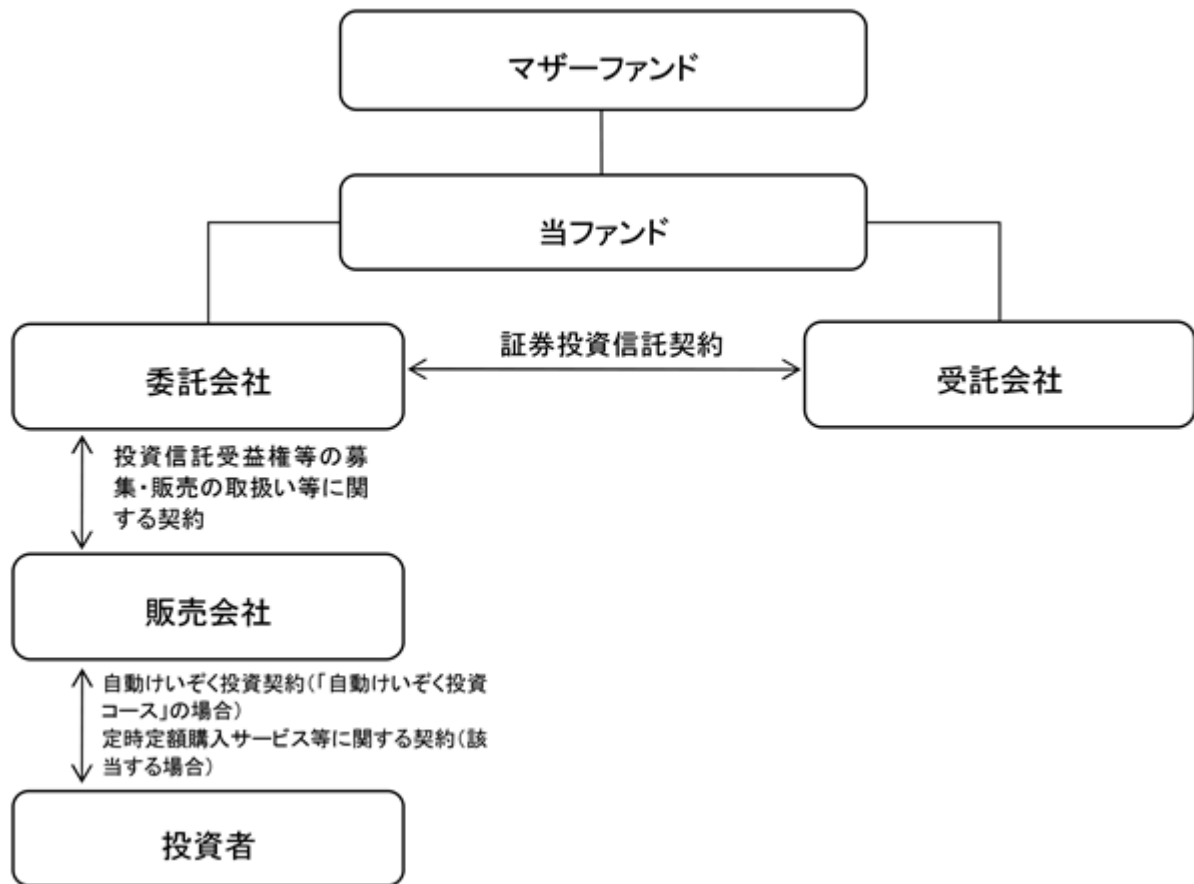 マザーファンド
当ファンド
証券投資信託契約
委託会社
受託会社
投資信託受益権等の募
集・販売の取扱い等に関
する契約
販売会社
自動けいぞく投資契約(「自動けいぞく投資
コース」の場合)
定時定額購入サービス等に関する契約(該
当する場合)
投資者